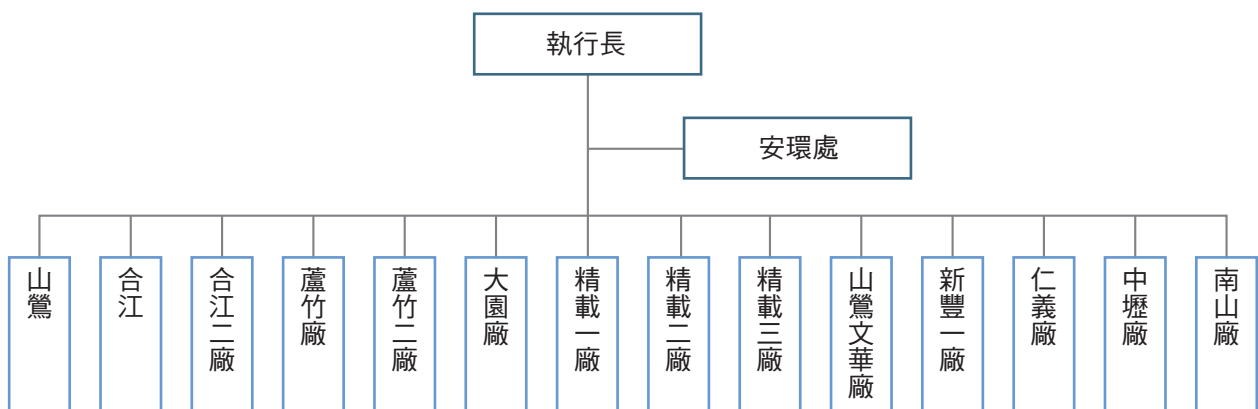 執行長
安環處
山鶯
合江
合江二廠
蘆竹廠
蘆竹二廠
大園廠
精載一廠
精載二廠
精載三廠
山鶯文華廠
新豐一廠
仁義廠
中壢廠
南山廠